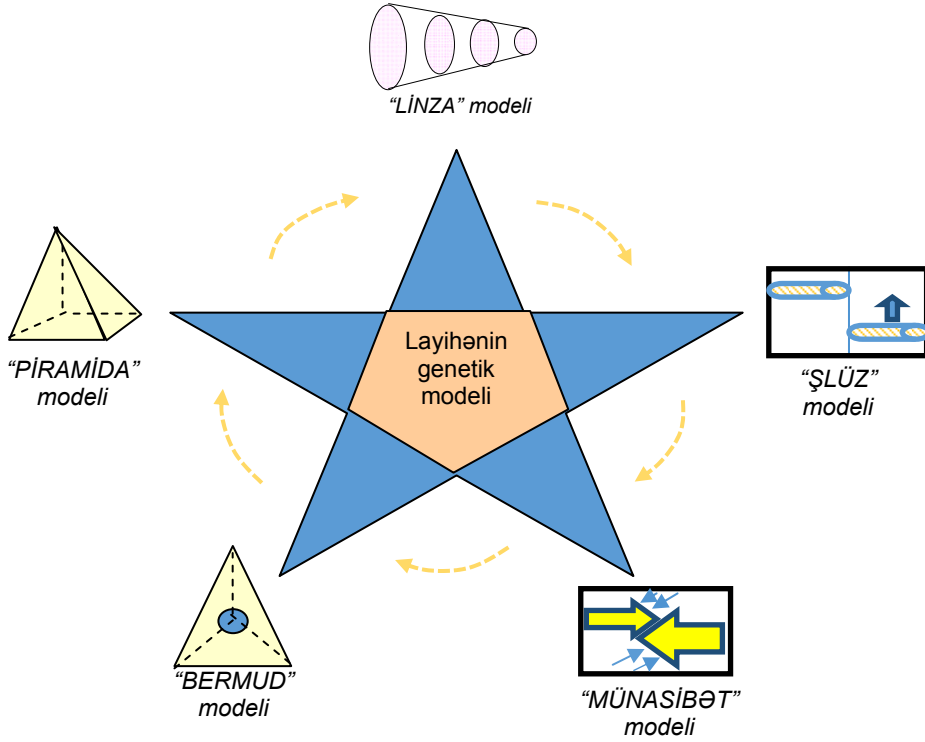 “LİNZA” modeli
Layihənin
genetik
modeli
“PİRAMİDA”
modeli
“ŞLÜZ”
modeli
“BERMUD”
modeli
“MÜNASİBƏT”
modeli